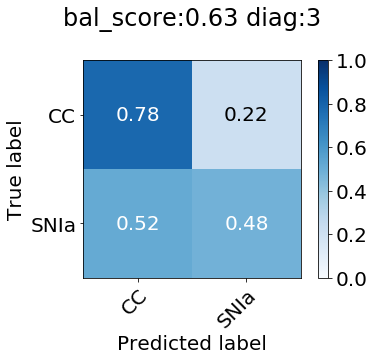 bal_score:0.63 diag:3
True label
CC
0.78 0.22
SNIa
0.52 0.48
CC SNIa
Predicted label
1.0
0.8
0.6
0.4
0.2
0.0